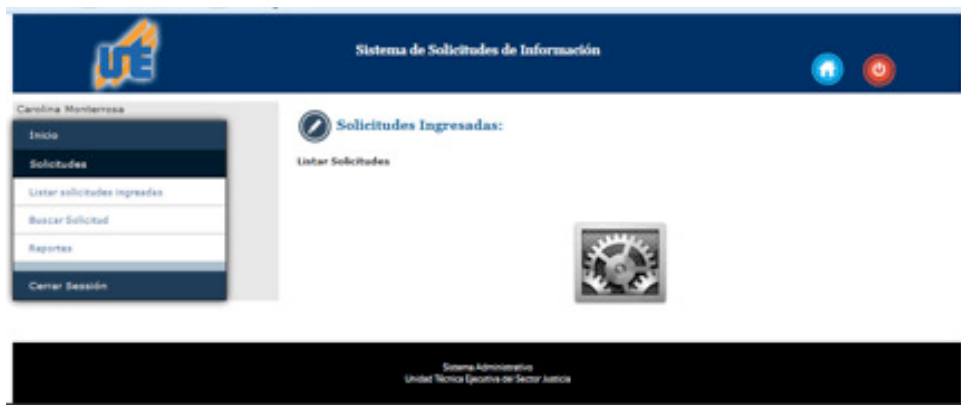 ute
Sistema de Solicitudes de Información
Carolina Monterrosa
Inicio
Solicitudes
Listar solicitudes ingreadas
Buscar Solicitud
Reportes
Cerrar Sessión
Solicitudes Ingresadas:
Listar Solicitudes
Sistema Administrativo
Unidad Técnica Ejecutiva del Sector Justicia